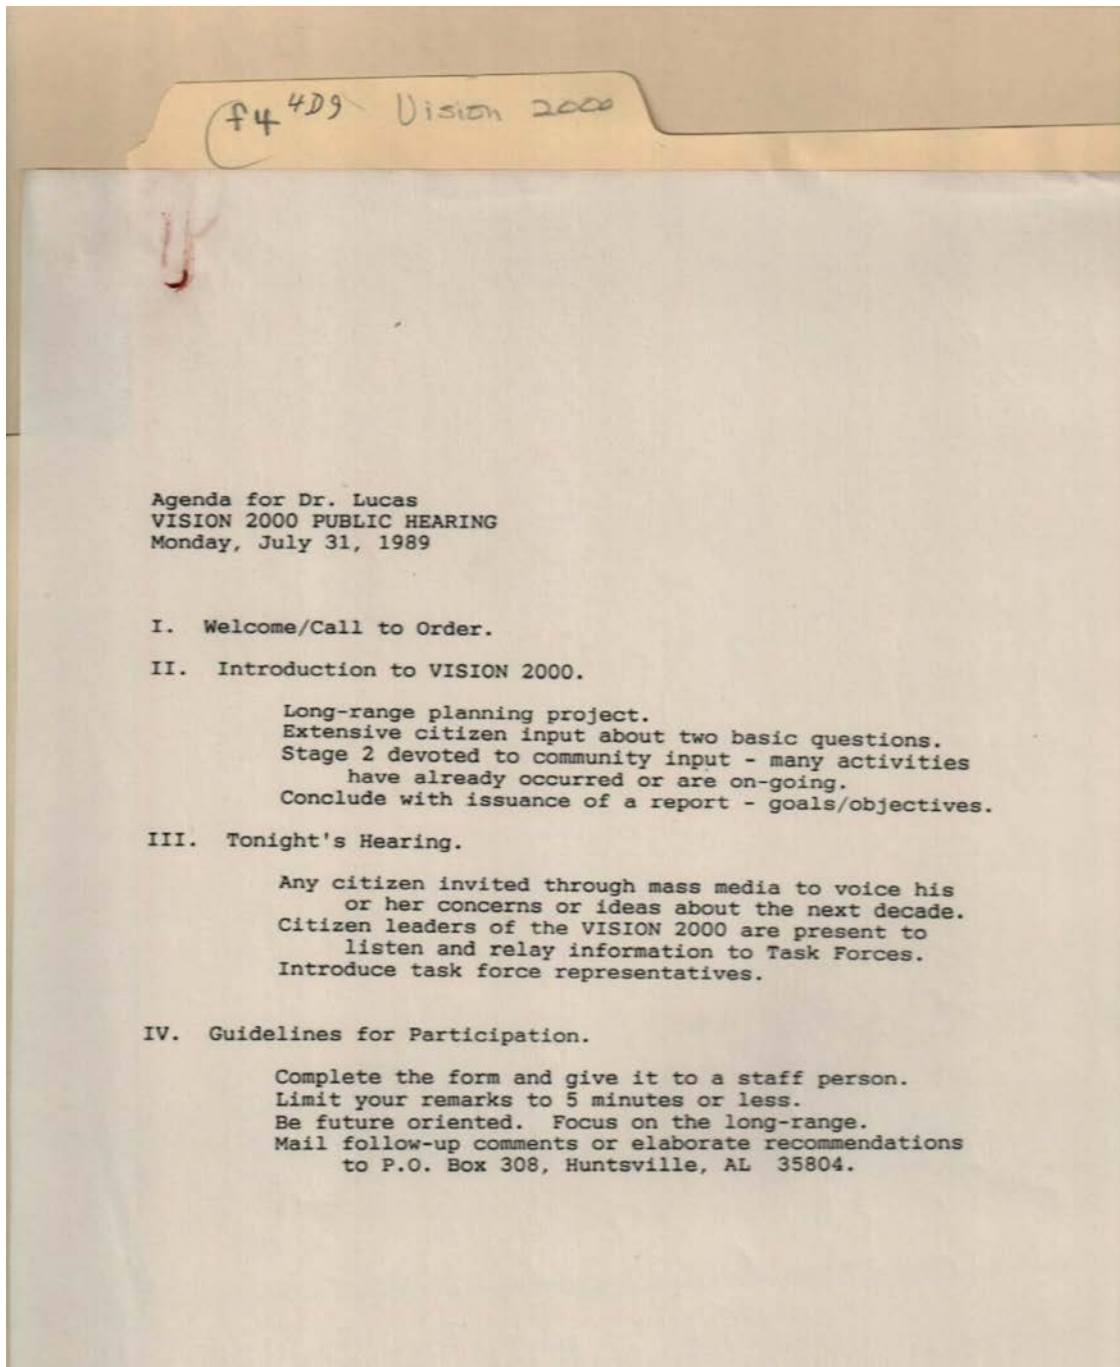 f4 4D9 Vision 2000
Agenda for Dr. Lucas
VISION 2000 PUBLIC HEARING
Monday, July 31, 1989
I. Welcome/Call to Order.
II. Introduction to VISION 2000.
Long-range planning project.
Extensive citizen input about two basic questions.
Stage 2 devoted to community input - many activities
have already occurred or are on-going.
Conclude with issuance of a report - goals/objectives.
III. Tonight's Hearing.
Any citizen invited through mass media to voice his
or her concerns or ideas about the next decade.
Citizen leaders of the VISION 2000 are present to
listen and relay information to Task Forces.
Introduce task force representatives.
IV. Guidelines for Participation.
Complete the form and give it to a staff person.
Limit your remarks to 5 minutes or less.
Be future oriented. Focus on the long-range.
Mail follow-up comments or elaborate recommendations
to P.O. Box 308, Huntsville, AL 35804.